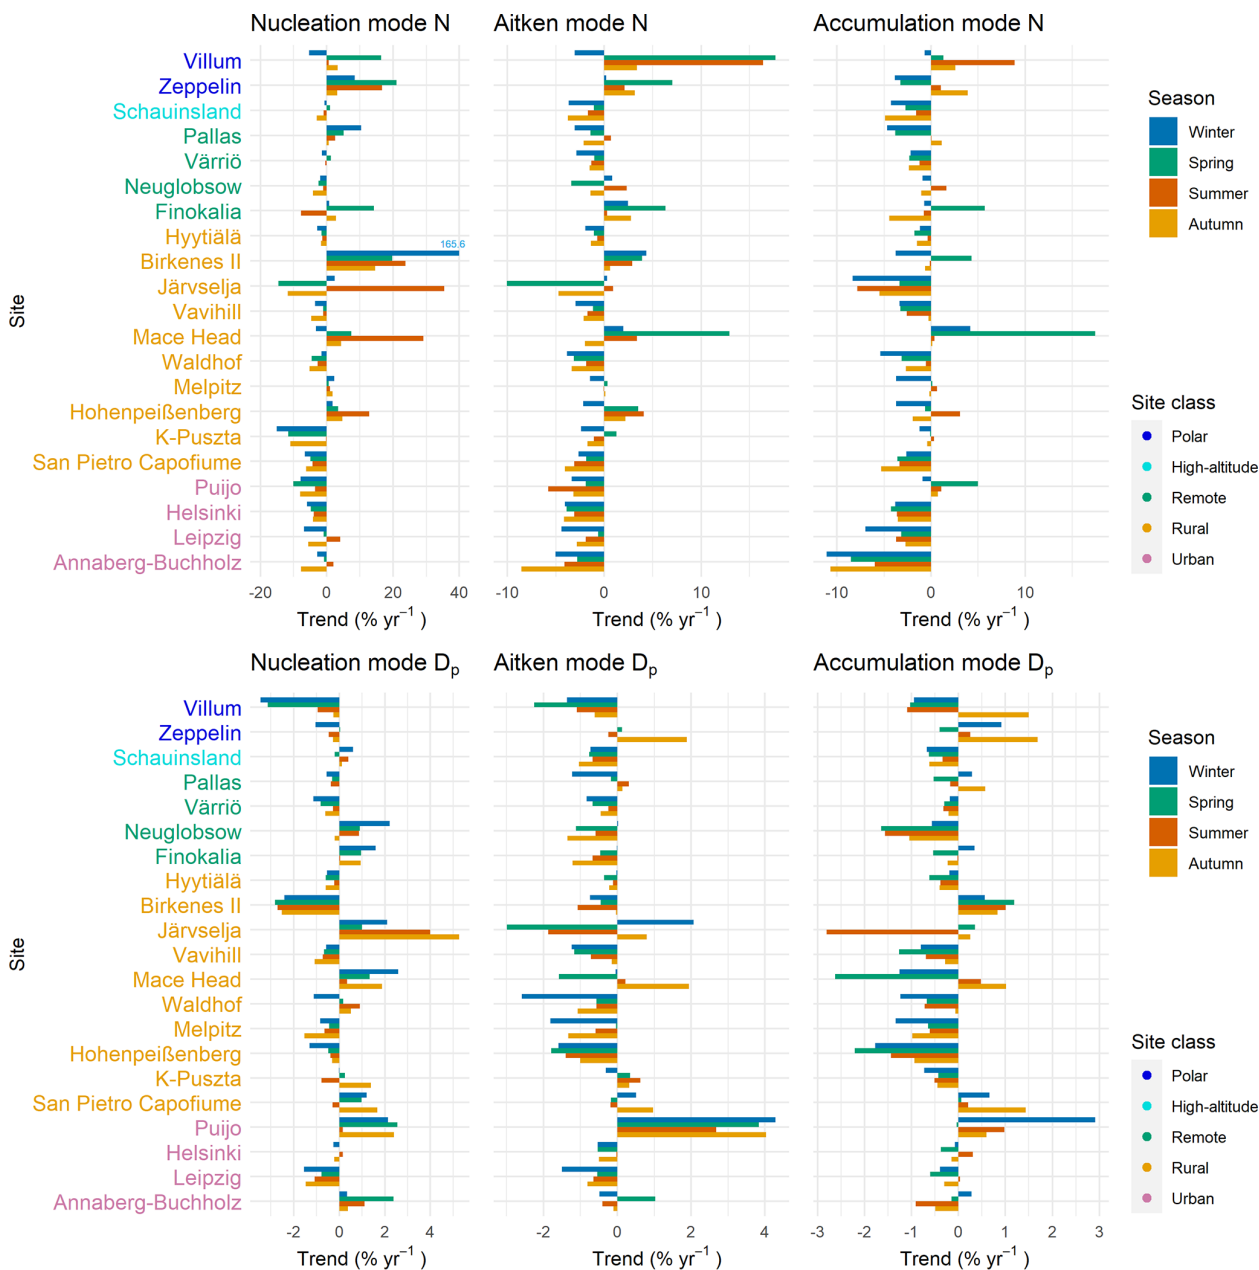 Nucleation mode N
Aitken mode N
Accumulation mode N
Site
Villum
Zeppelin
Schauinsland
Pallas
Värriö
Neuglobsow
Finokalia
Hyytiälä
Birkenes II
Järvselja
Vavihill
Mace Head
Waldhof
Melpitz
Hohenpeißenberg
K-Puszta
San Pietro Capofiume
Puijo
Helsinki
Leipzig
Annaberg-Buchholz
165.6
-20 0 20 40
-10 0 10
-10 0 10
Trend (% yr⁻¹ )
Trend (% yr⁻¹ )
Trend (% yr⁻¹ )
Season
Winter
Spring
Summer
Autumn
Site class
Polar
High-altitude
Remote
Rural
Urban
Nucleation mode Dₚ
Aitken mode Dₚ
Accumulation mode Dₚ
Site
Villum
Zeppelin
Schauinsland
Pallas
Värriö
Neuglobsow
Finokalia
Hyytiälä
Birkenes II
Järvselja
Vavihill
Mace Head
Waldhof
Melpitz
Hohenpeißenberg
K-Puszta
San Pietro Capofiume
Puijo
Helsinki
Leipzig
Annaberg-Buchholz
-2 0 2 4
-2 0 2 4
-3 -2 -1 0 1 2 3
Trend (% yr⁻¹ )
Trend (% yr⁻¹ )
Trend (% yr⁻¹ )
Season
Winter
Spring
Summer
Autumn
Site class
Polar
High-altitude
Remote
Rural
Urban